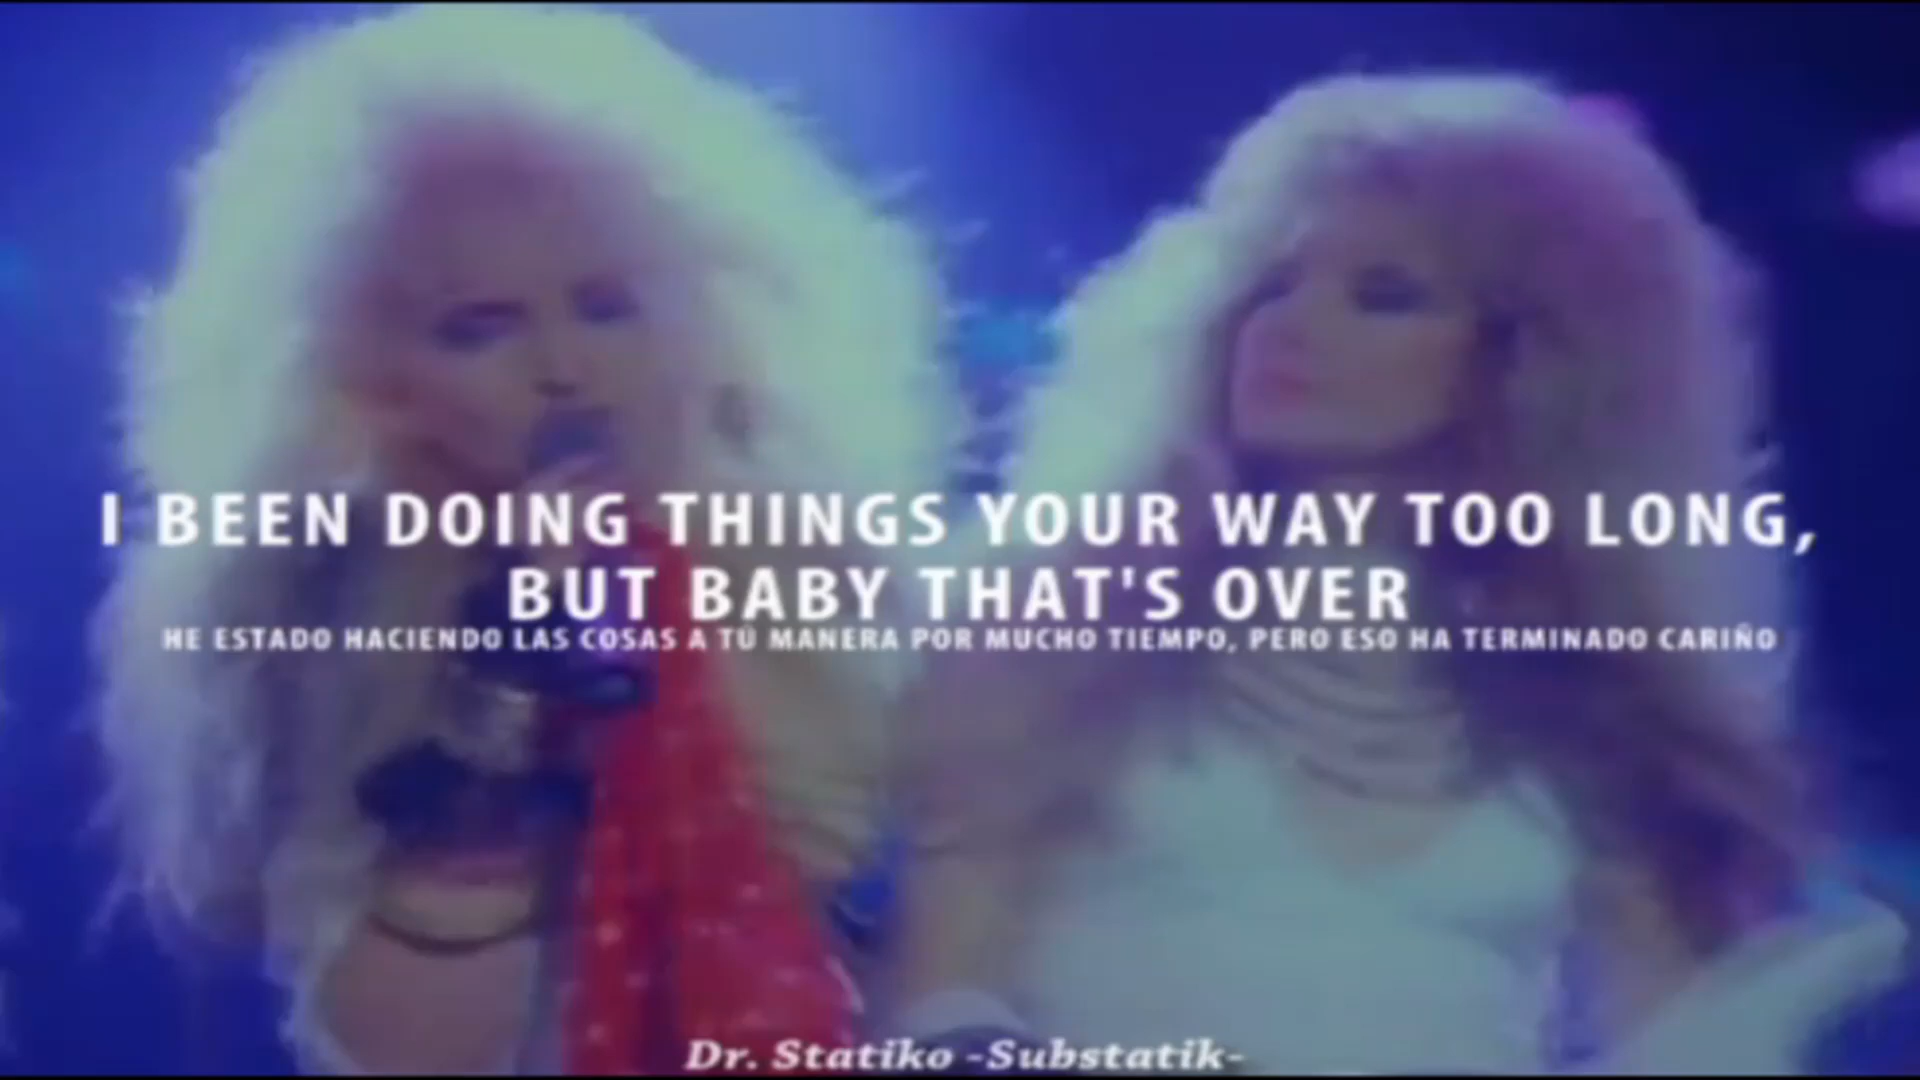 I BEEN DOING THINGS YOUR WAY TOO LONG,
BUT BABY THAT'S OVER
HE ESTADO HACIENDO LAS COSAS A TÚ MANERA POR MUCHO TIEMPO, PERO ESO HA TERMINADO CARIÑO
Dr. Statiko -Substatik-